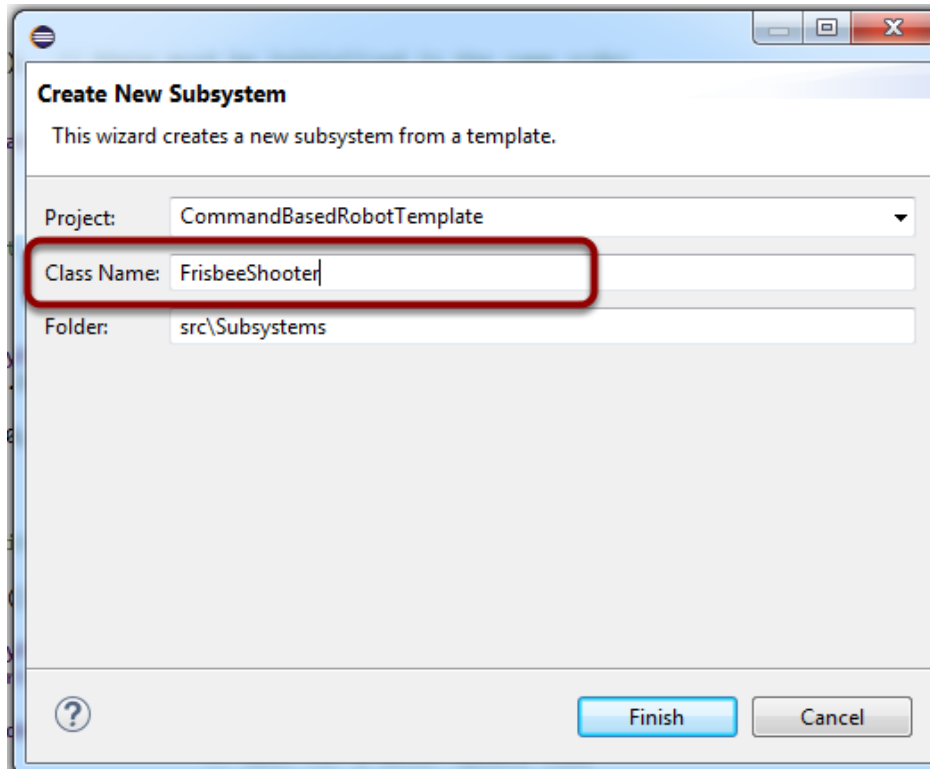 Create New Subsystem
This wizard creates a new subsystem from a template.
Project: CommandBasedRobotTemplate
Class Name: FrisbeeShooter
Folder: src\Subsystems
Finish Cancel